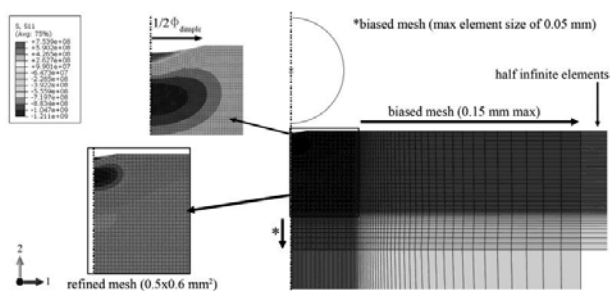 S, S11
(Avg: 75%)
+7.539e+08
+5.902e+08
+4.265e+08
+2.627e+08
+9.901e+07
-6.473e+07
-2.285e+08
-3.922e+08
-5.559e+08
-7.197e+08
-8.834e+08
-1.047e+09
-1.211e+09
1/2Φdimple
*biased mesh (max element size of 0.05 mm)
half infinite elements
biased mesh (0.15 mm max)
*
2
1
refined mesh (0.5x0.6 mm²)